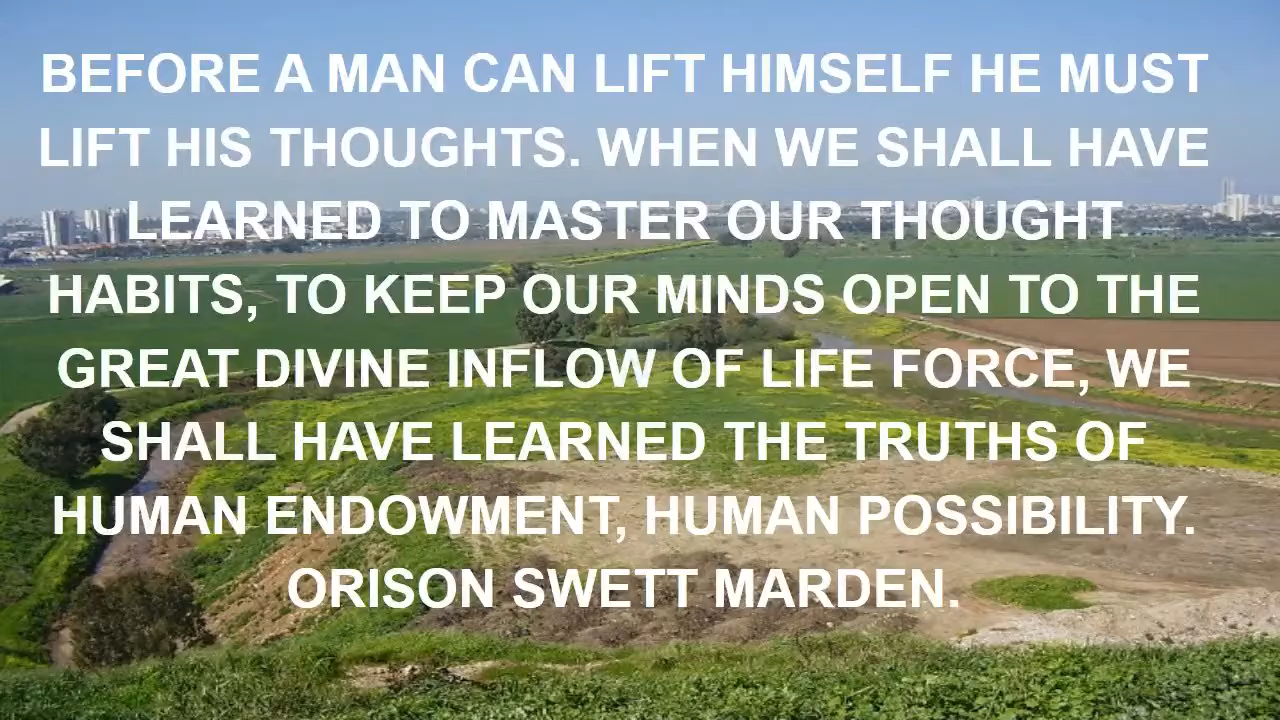 BEFORE A MAN CAN LIFT HIMSELF HE MUST
LIFT HIS THOUGHTS. WHEN WE SHALL HAVE
LEARNED TO MASTER OUR THOUGHT
HABITS, TO KEEP OUR MINDS OPEN TO THE
GREAT DIVINE INFLOW OF LIFE FORCE, WE
SHALL HAVE LEARNED THE TRUTHS OF
HUMAN ENDOWMENT, HUMAN POSSIBILITY.
ORISON SWETT MARDEN.